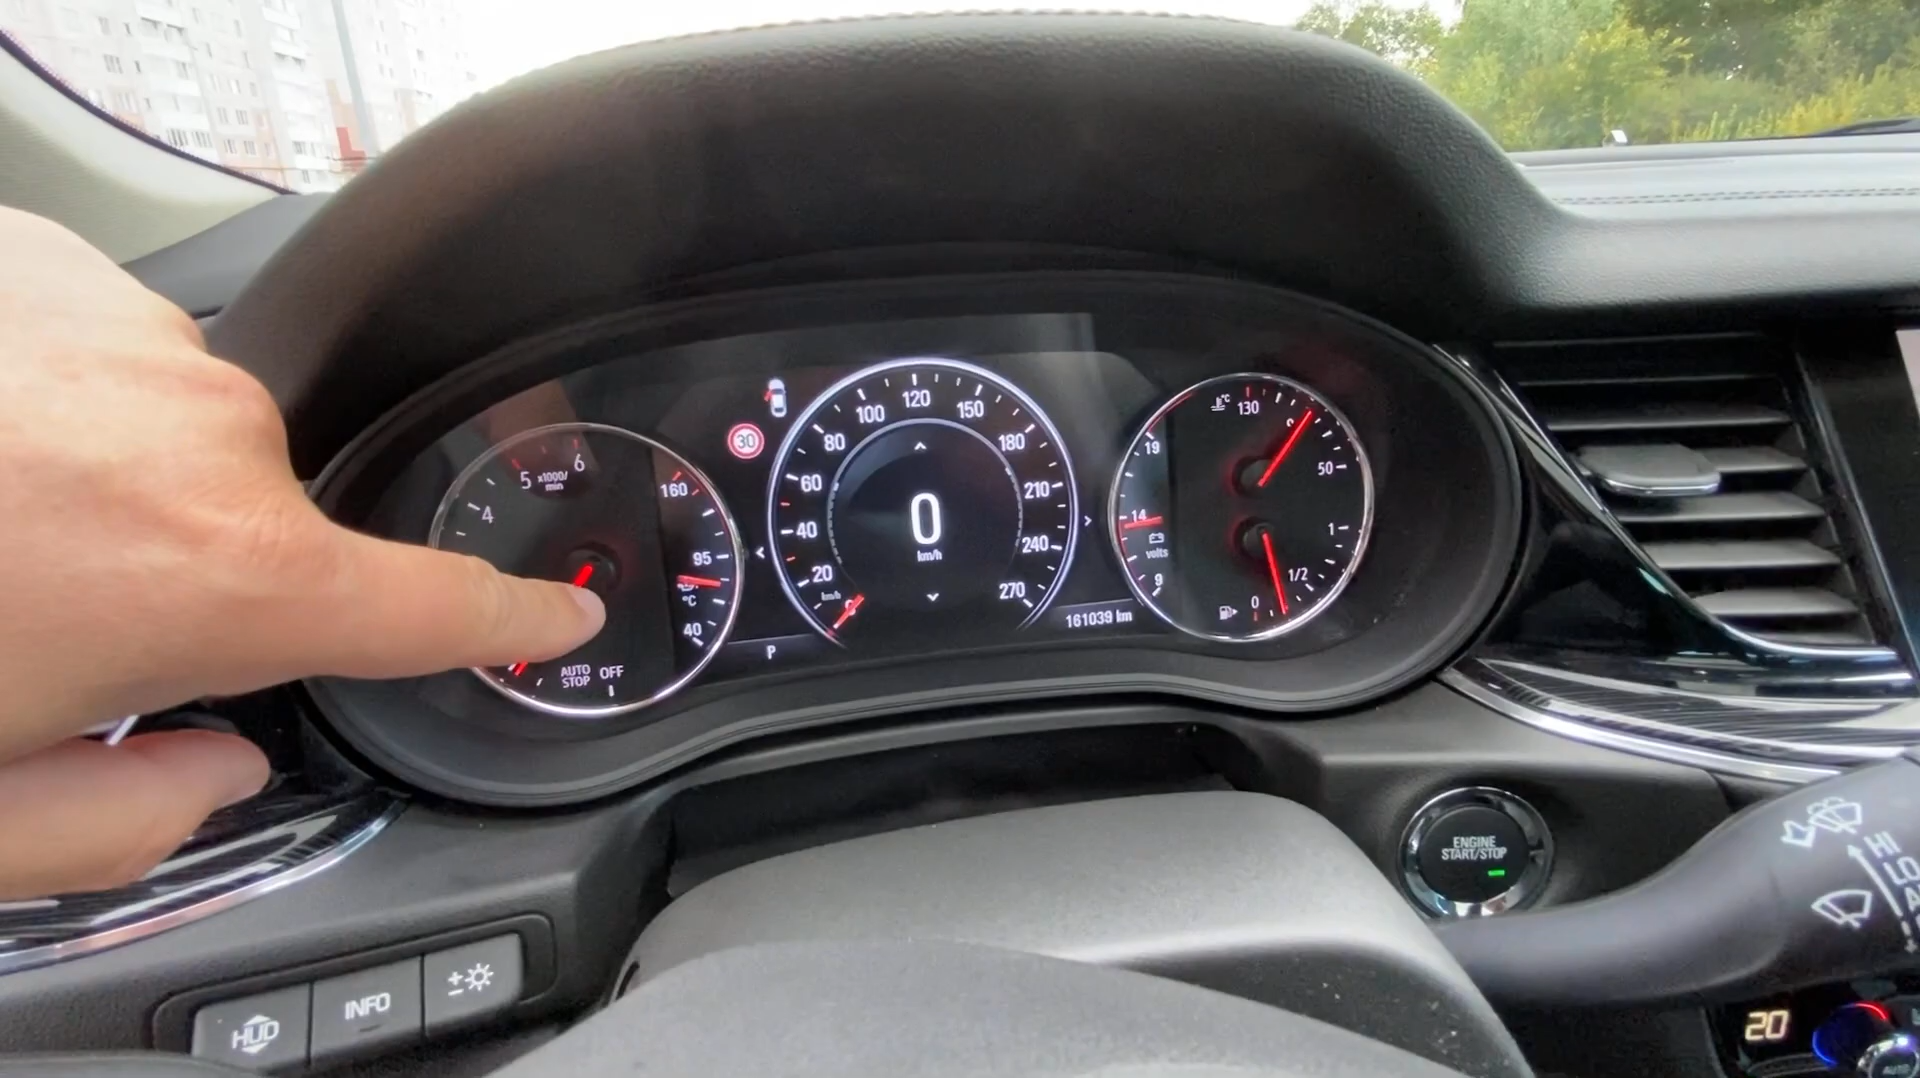 5 x1000/ 6
min
4
160
95
°C
40
AUTO OFF
STOP
30
120
100 150
80 180
60 210
40 240
20 270
km/h
0
km/h
P
161039 km
°C 130
19
50
14
volts
9
1
1/2
0
ENGINE
START/STOP
HI
LO
HUD
INFO
20
AUTO